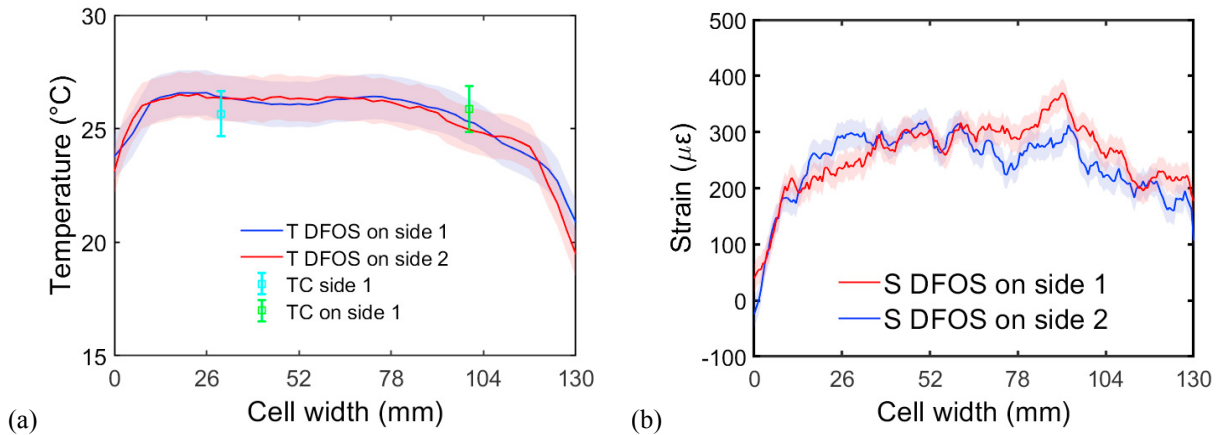 30
25
20
15
Temperature (°C)
T DFOS on side 1
T DFOS on side 2
TC side 1
TC on side 1
0 26 52 78 104 130
Cell width (mm)
(a)
500
400
300
200
100
0
-100
Strain (με)
S DFOS on side 1
S DFOS on side 2
0 26 52 78 104 130
Cell width (mm)
(b)